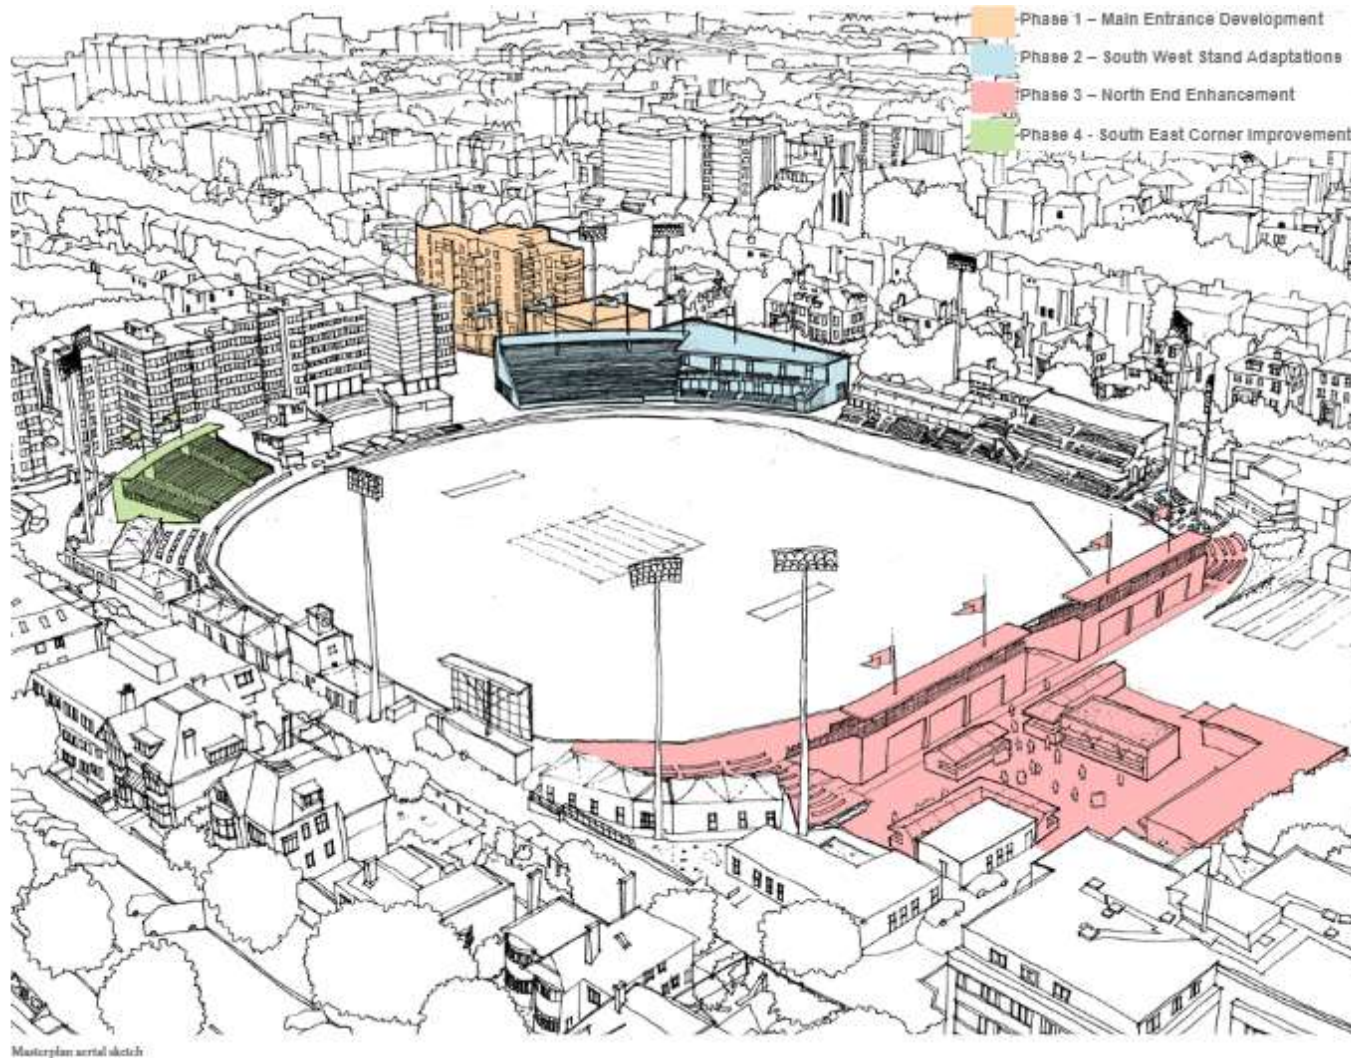 Phase 1 – Main Entrance Development
Phase 2 – South West Stand Adaptations
Phase 3 – North End Enhancement
Phase 4 - South East Corner Improvement
Masterplan aerial sketch